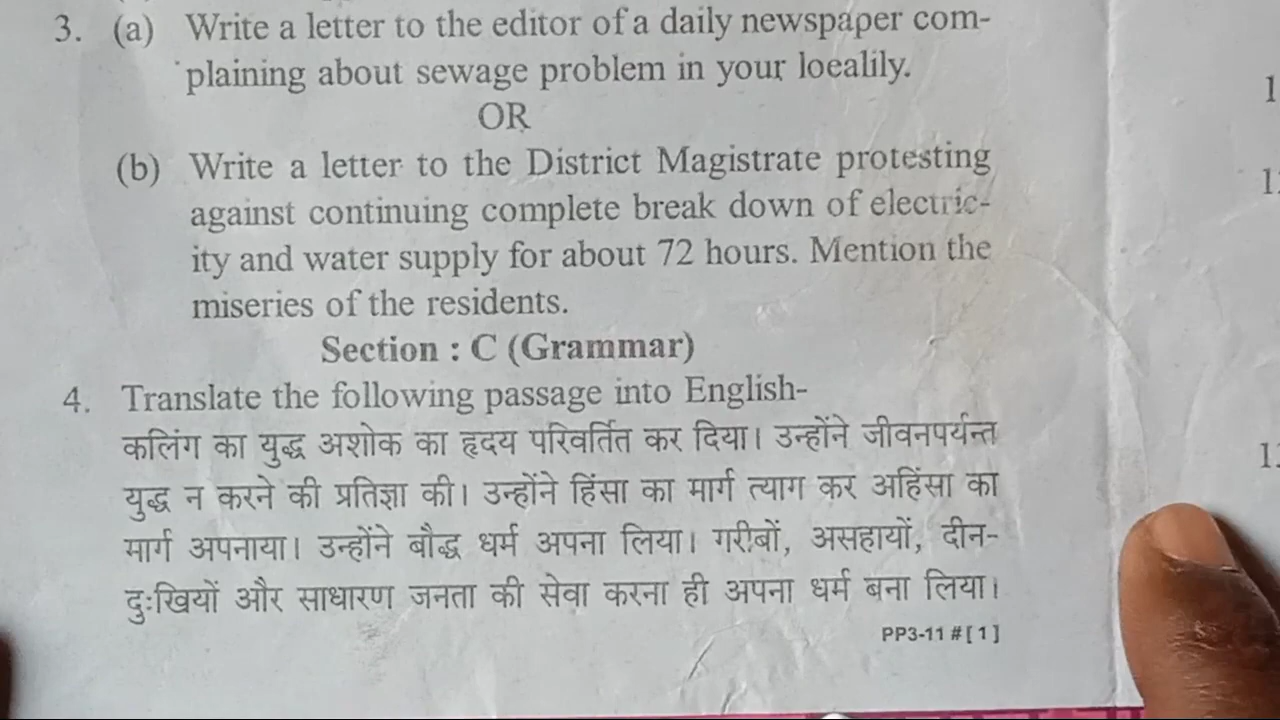 3. (a) Write a letter to the editor of a daily newspaper com-
plaining about sewage problem in your loealily.
OR
(b) Write a letter to the District Magistrate protesting
against continuing complete break down of electric-
ity and water supply for about 72 hours. Mention the
miseries of the residents.
Section : C (Grammar)
4. Translate the following passage into English-
कलिंग का युद्ध अशोक का हृदय परिवर्तित कर दिया। उन्होंने जीवनपर्यन्त
युद्ध न करने की प्रतिज्ञा की। उन्होंने हिंसा का मार्ग त्याग कर अहिंसा का
मार्ग अपनाया। उन्होंने बौद्ध धर्म अपना लिया। गरीबों, असहायों, दीन-
दुःखियों और साधारण जनता की सेवा करना ही अपना धर्म बना लिया।
PP3-11 # [ 1 ]